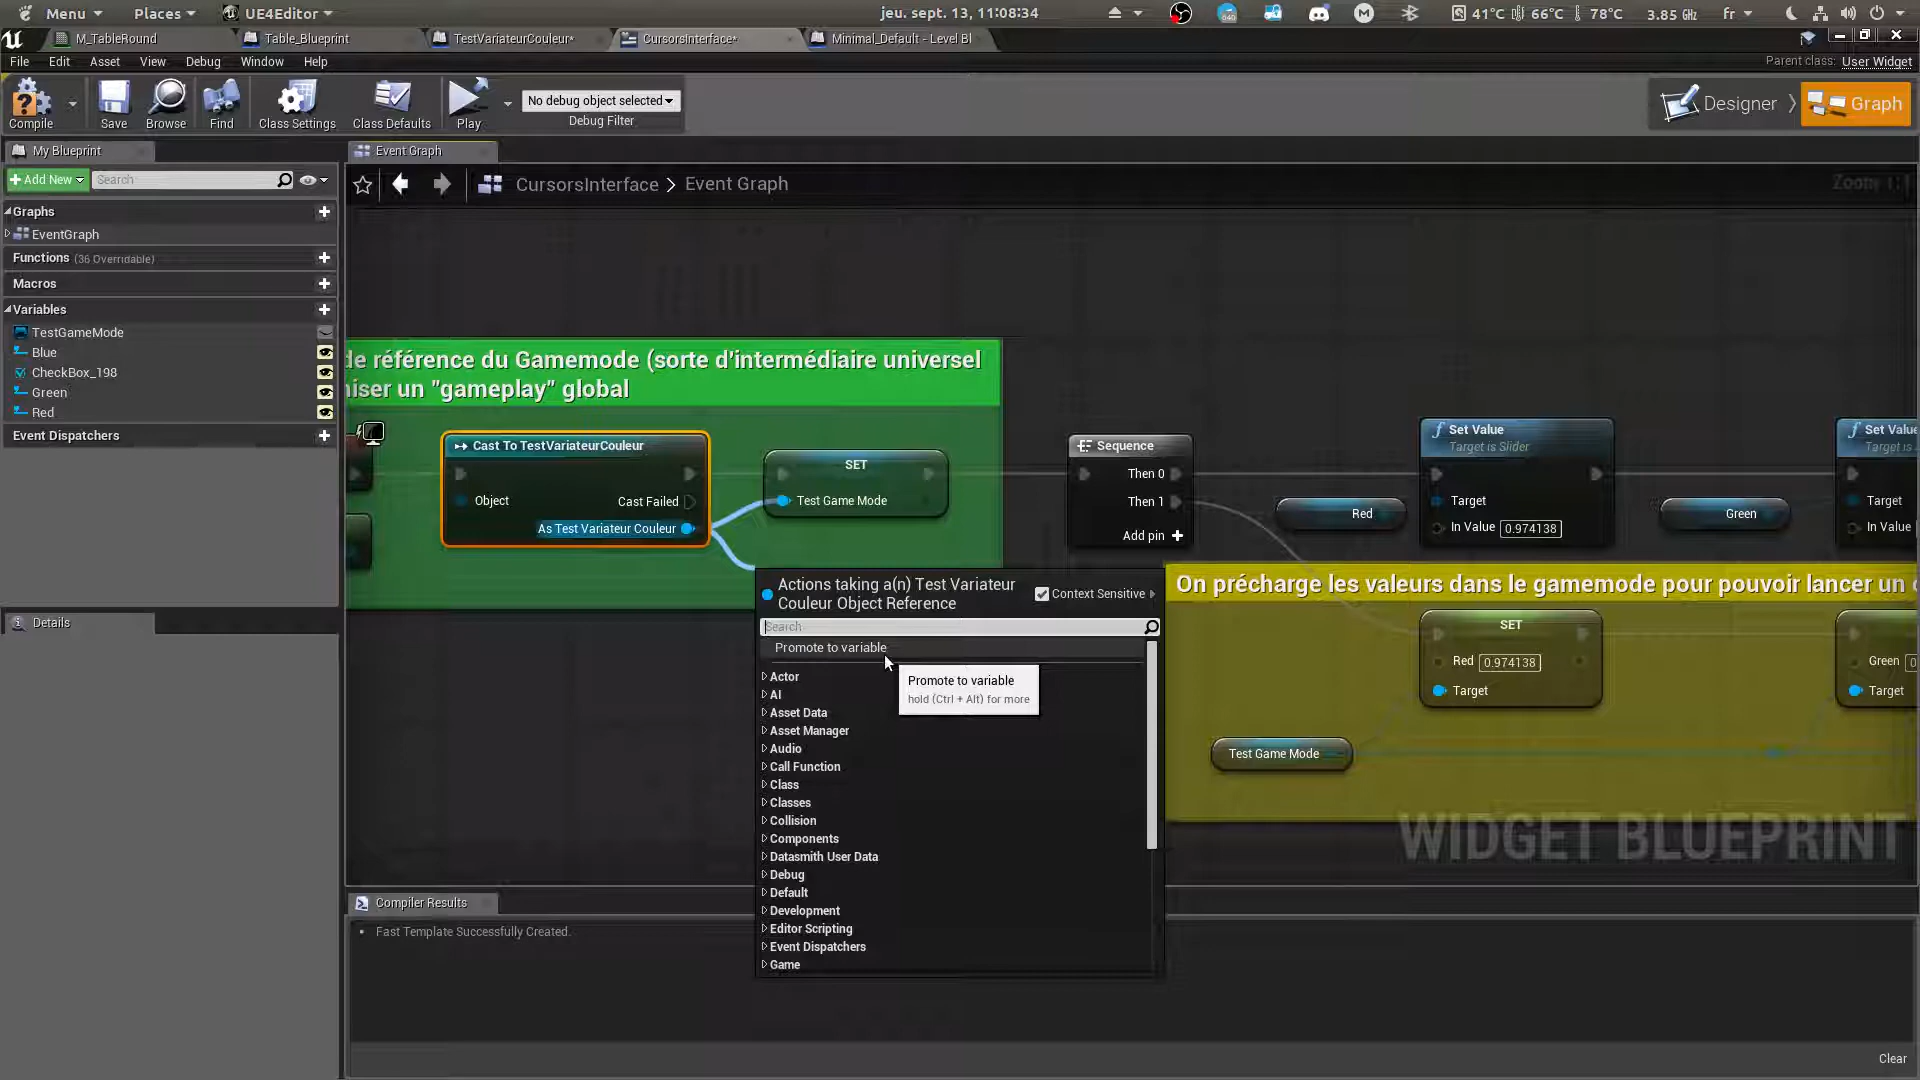 Menu Places UE4Editor jeu. sept. 13, 11:08:34 41°C 66°C 78°C 3.85 GHz fr
M_TableRound Table_Blueprint TestVariateurCouleur* CursorsInterface* Minimal_Default - Level Bl
File Edit Asset View Debug Window Help Parent class: User Widget
Compile Save Browse Find Class Settings Class Defaults Play
No debug object selected
Debug Filter
Designer Graph
My Blueprint
Add New Search
Graphs
EventGraph
Functions (36 Overridable)
Macros
Variables
TestGameMode
Blue
CheckBox_198
Green
Red
Event Dispatchers
Details
Event Graph
CursorsInterface > Event Graph
Zoom 1:1
de référence du Gamemode (sorte d'intermédiaire universel
niser un "gameplay" global
Cast To TestVariateurCouleur
Object
Cast Failed
As Test Variateur Couleur
SET
Test Game Mode
Sequence
Then 0
Then 1
Add pin
Red
Set Value
Target is Slider
Target
In Value 0.974138
Green
Set Value
Target is
Target
In Value
Actions taking a(n) Test Variateur
Couleur Object Reference
Context Sensitive
Search
Promote to variable
Actor
AI
Asset Data
Asset Manager
Audio
Call Function
Class
Classes
Collision
Components
Datasmith User Data
Debug
Default
Development
Editor Scripting
Event Dispatchers
Game
Promote to variable
hold (Ctrl + Alt) for more
On précharge les valeurs dans le gamemode pour pouvoir lancer un
SET
Red 0.974138
Target
Green
Target
Test Game Mode
WIDGET BLUEPRINT
Compiler Results
Fast Template Successfully Created.
Clear